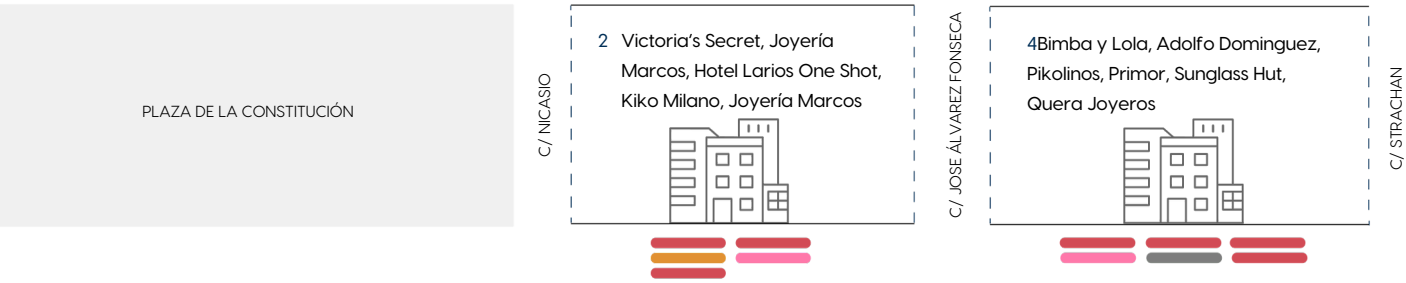 PLAZA DE LA CONSTITUCIÓN
C/ NICASIO
2 Victoria's Secret, Joyería
Marcos, Hotel Larios One Shot,
Kiko Milano, Joyería Marcos
C/ JOSE ÁLVAREZ FONSECA
4Bimba y Lola, Adolfo Dominguez,
Pikolinos, Primor, Sunglass Hut,
Quera Joyeros
C/ STRACHAN